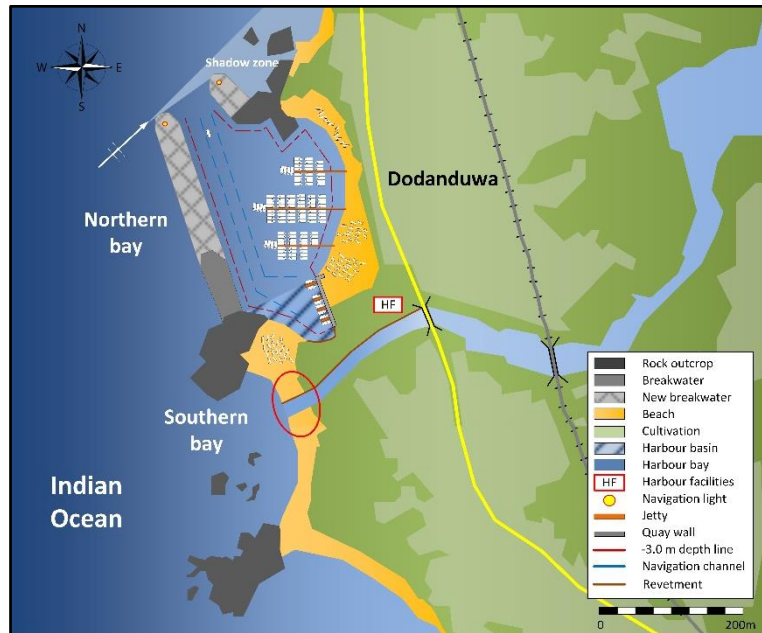 N
W E
S
Shadow zone
Dodanduwa
Northern
bay
HF
Southern
bay
Indian
Ocean
Rock outcrop
Breakwater
New breakwater
Beach
Cultivation
Harbour basin
Harbour bay
HF Harbour facilities
Navigation light
Jetty
Quay wall
-3.0 m depth line
Navigation channel
Revetment
0 200m